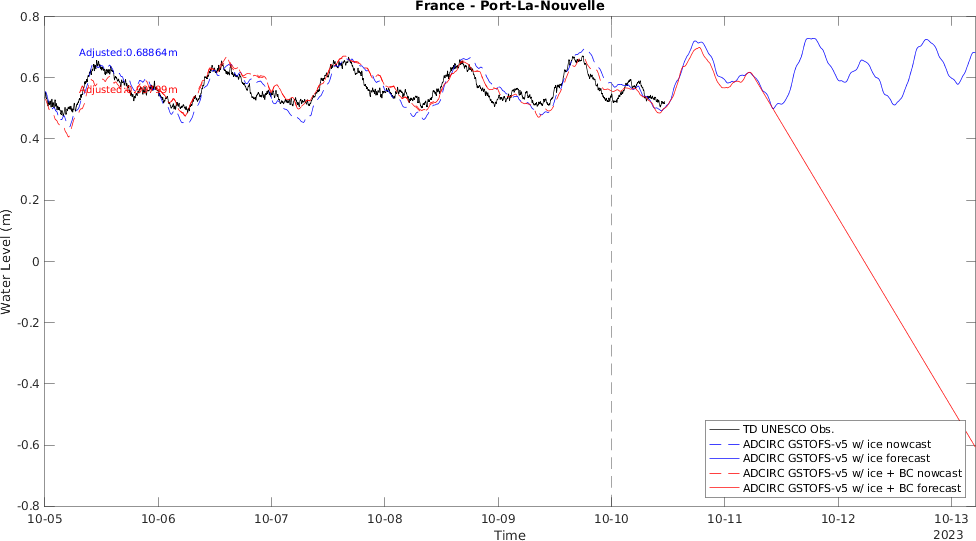 France - Port-La-Nouvelle
Adjusted:0.68864m
Water Level (m)
0.8
0.6
0.4
0.2
0
-0.2
-0.4
-0.6
-0.8
TD UNESCO Obs.
ADCIRC GSTOFS-v5 w/ ice nowcast
ADCIRC GSTOFS-v5 w/ ice forecast
ADCIRC GSTOFS-v5 w/ ice + BC nowcast
ADCIRC GSTOFS-v5 w/ ice + BC forecast
10-05 10-06 10-07 10-08 10-09 10-10 10-11 10-12 10-13
Time 2023